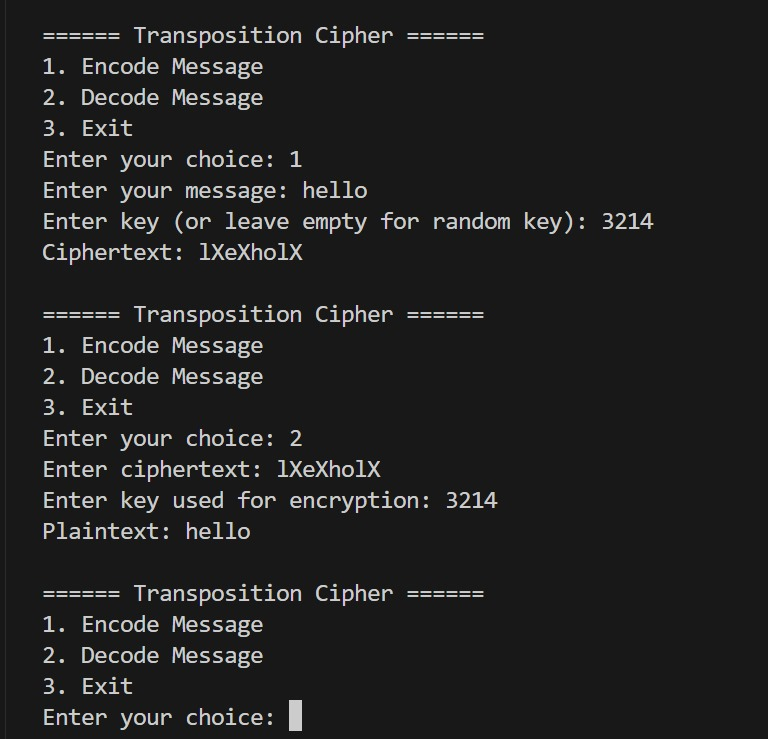 ====== Transposition Cipher ======
1. Encode Message
2. Decode Message
3. Exit
Enter your choice: 1
Enter your message: hello
Enter key (or leave empty for random key): 3214
Ciphertext: lXeXholX
====== Transposition Cipher ======
1. Encode Message
2. Decode Message
3. Exit
Enter your choice: 2
Enter ciphertext: lXeXholX
Enter key used for encryption: 3214
Plaintext: hello
====== Transposition Cipher ======
1. Encode Message
2. Decode Message
3. Exit
Enter your choice: